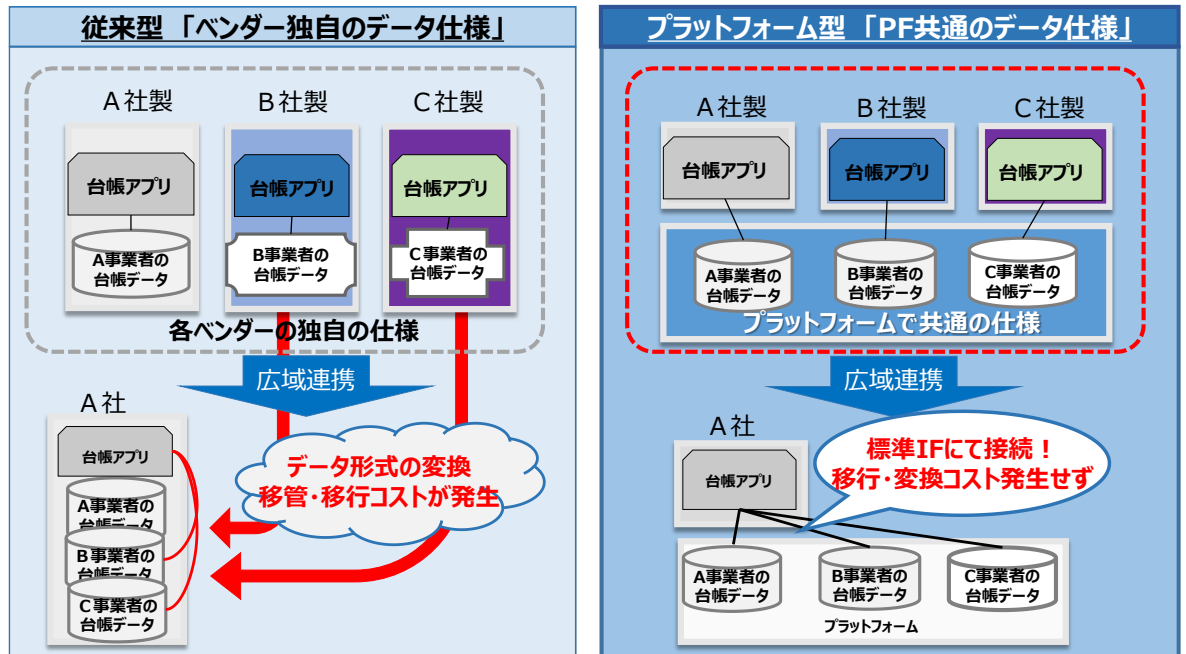 従来型 「ベンダー独自のデータ仕様」
A社製
B社製
C社製
台帳アプリ
台帳アプリ
台帳アプリ
A事業者の
台帳データ
B事業者の
台帳データ
C事業者の
台帳データ
各ベンダーの独自の仕様
広域連携
A社
台帳アプリ
A事業者の
台帳データ
B事業者の
台帳データ
C事業者の
台帳データ
データ形式の変換
移管・移行コストが発生
プラットフォーム型 「PF共通のデータ仕様」
A社製
B社製
C社製
台帳アプリ
台帳アプリ
台帳アプリ
A事業者の
台帳データ
B事業者の
台帳データ
C事業者の
台帳データ
プラットフォームで共通の仕様
広域連携
A社
台帳アプリ
標準IFにて接続！
移行・変換コスト発生せず
A事業者の
台帳データ
B事業者の
台帳データ
C事業者の
台帳データ
プラットフォーム